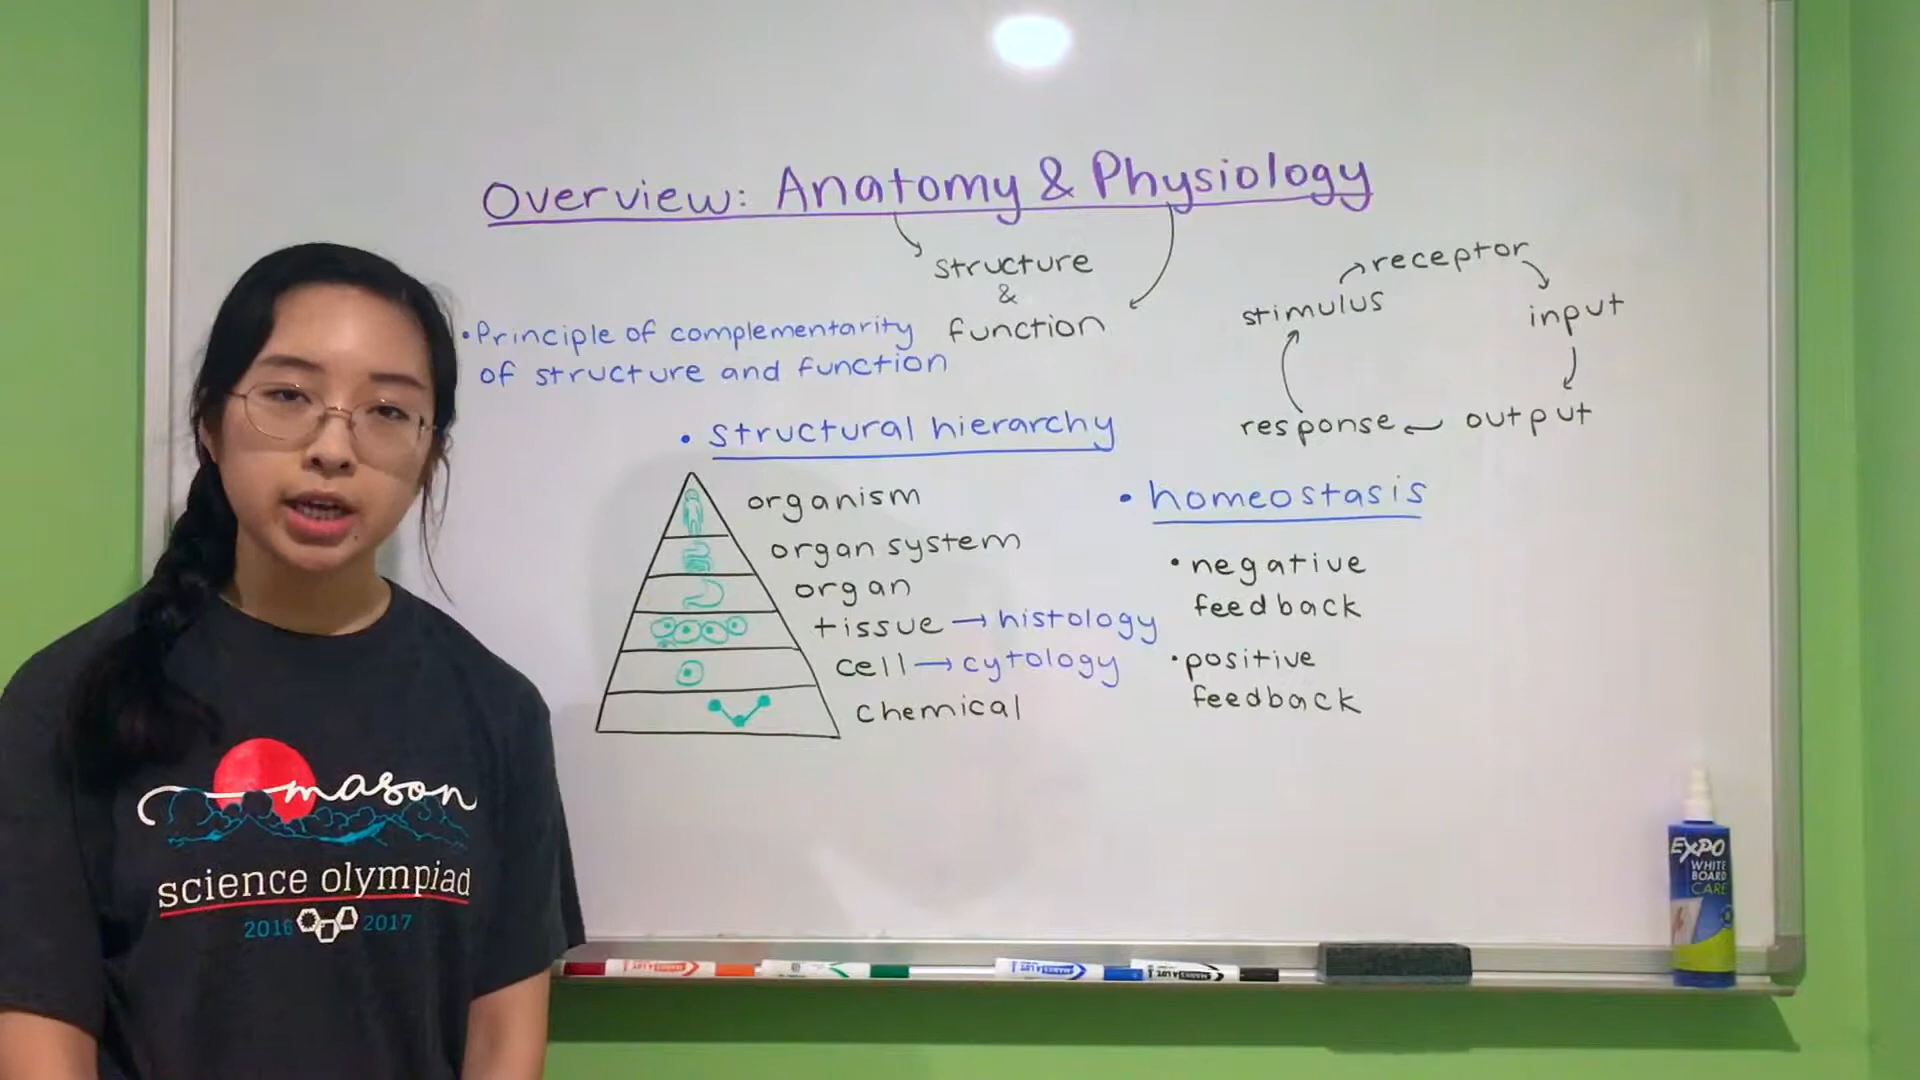 Overview: Anatomy & Physiology
structure
&
function
• Principle of complementarity
of structure and function
receptor
stimulus
input
response
output
• structural hierarchy
organism
organ system
organ
tissue → histology
cell → cytology
chemical
• homeostasis
• negative
feedback
• positive
feedback
mason
science olympiad
2016 2017
EXPO
WHITE
BOARD
CARE